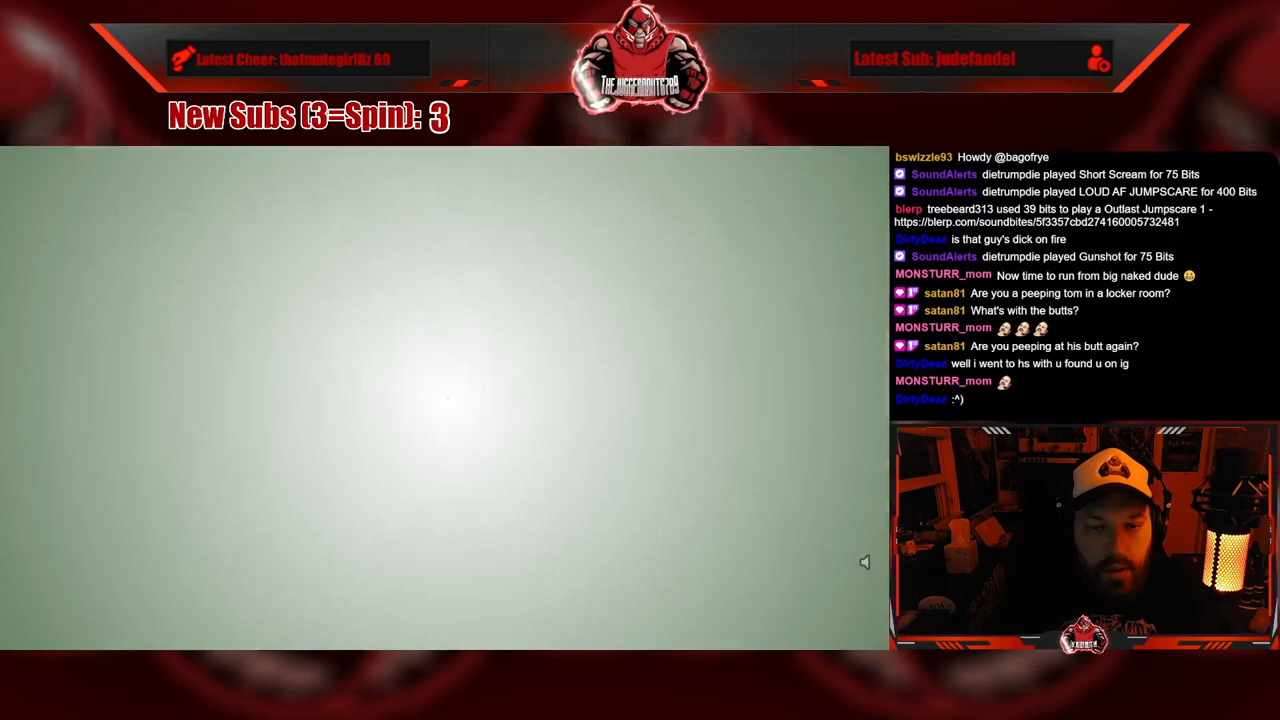 Latest Cheer: thatmutegirlliz 69
THEJUGGERNAUT6789
Latest Sub: judefandel
New Subs (3=Spin): 3
bswizzle93 Howdy @bagofrye
SoundAlerts dietrumpdie played Short Scream for 75 Bits
SoundAlerts dietrumpdie played LOUD AF JUMPSCARE for 400 Bits
blerp treebeard313 used 39 bits to play a Outlast Jumpscare 1 -
https://blerp.com/soundbites/5f3357cbd274160005732481
DirtyDeaz is that guy's dick on fire
SoundAlerts dietrumpdie played Gunshot for 75 Bits
MONSTURR_mom Now time to run from big naked dude
satan81 Are you a peeping tom in a locker room?
satan81 What's with the butts?
MONSTURR_mom
satan81 Are you peeping at his butt again?
DirtyDeaz well i went to hs with u found u on ig
MONSTURR_mom
DirtyDeaz :^)